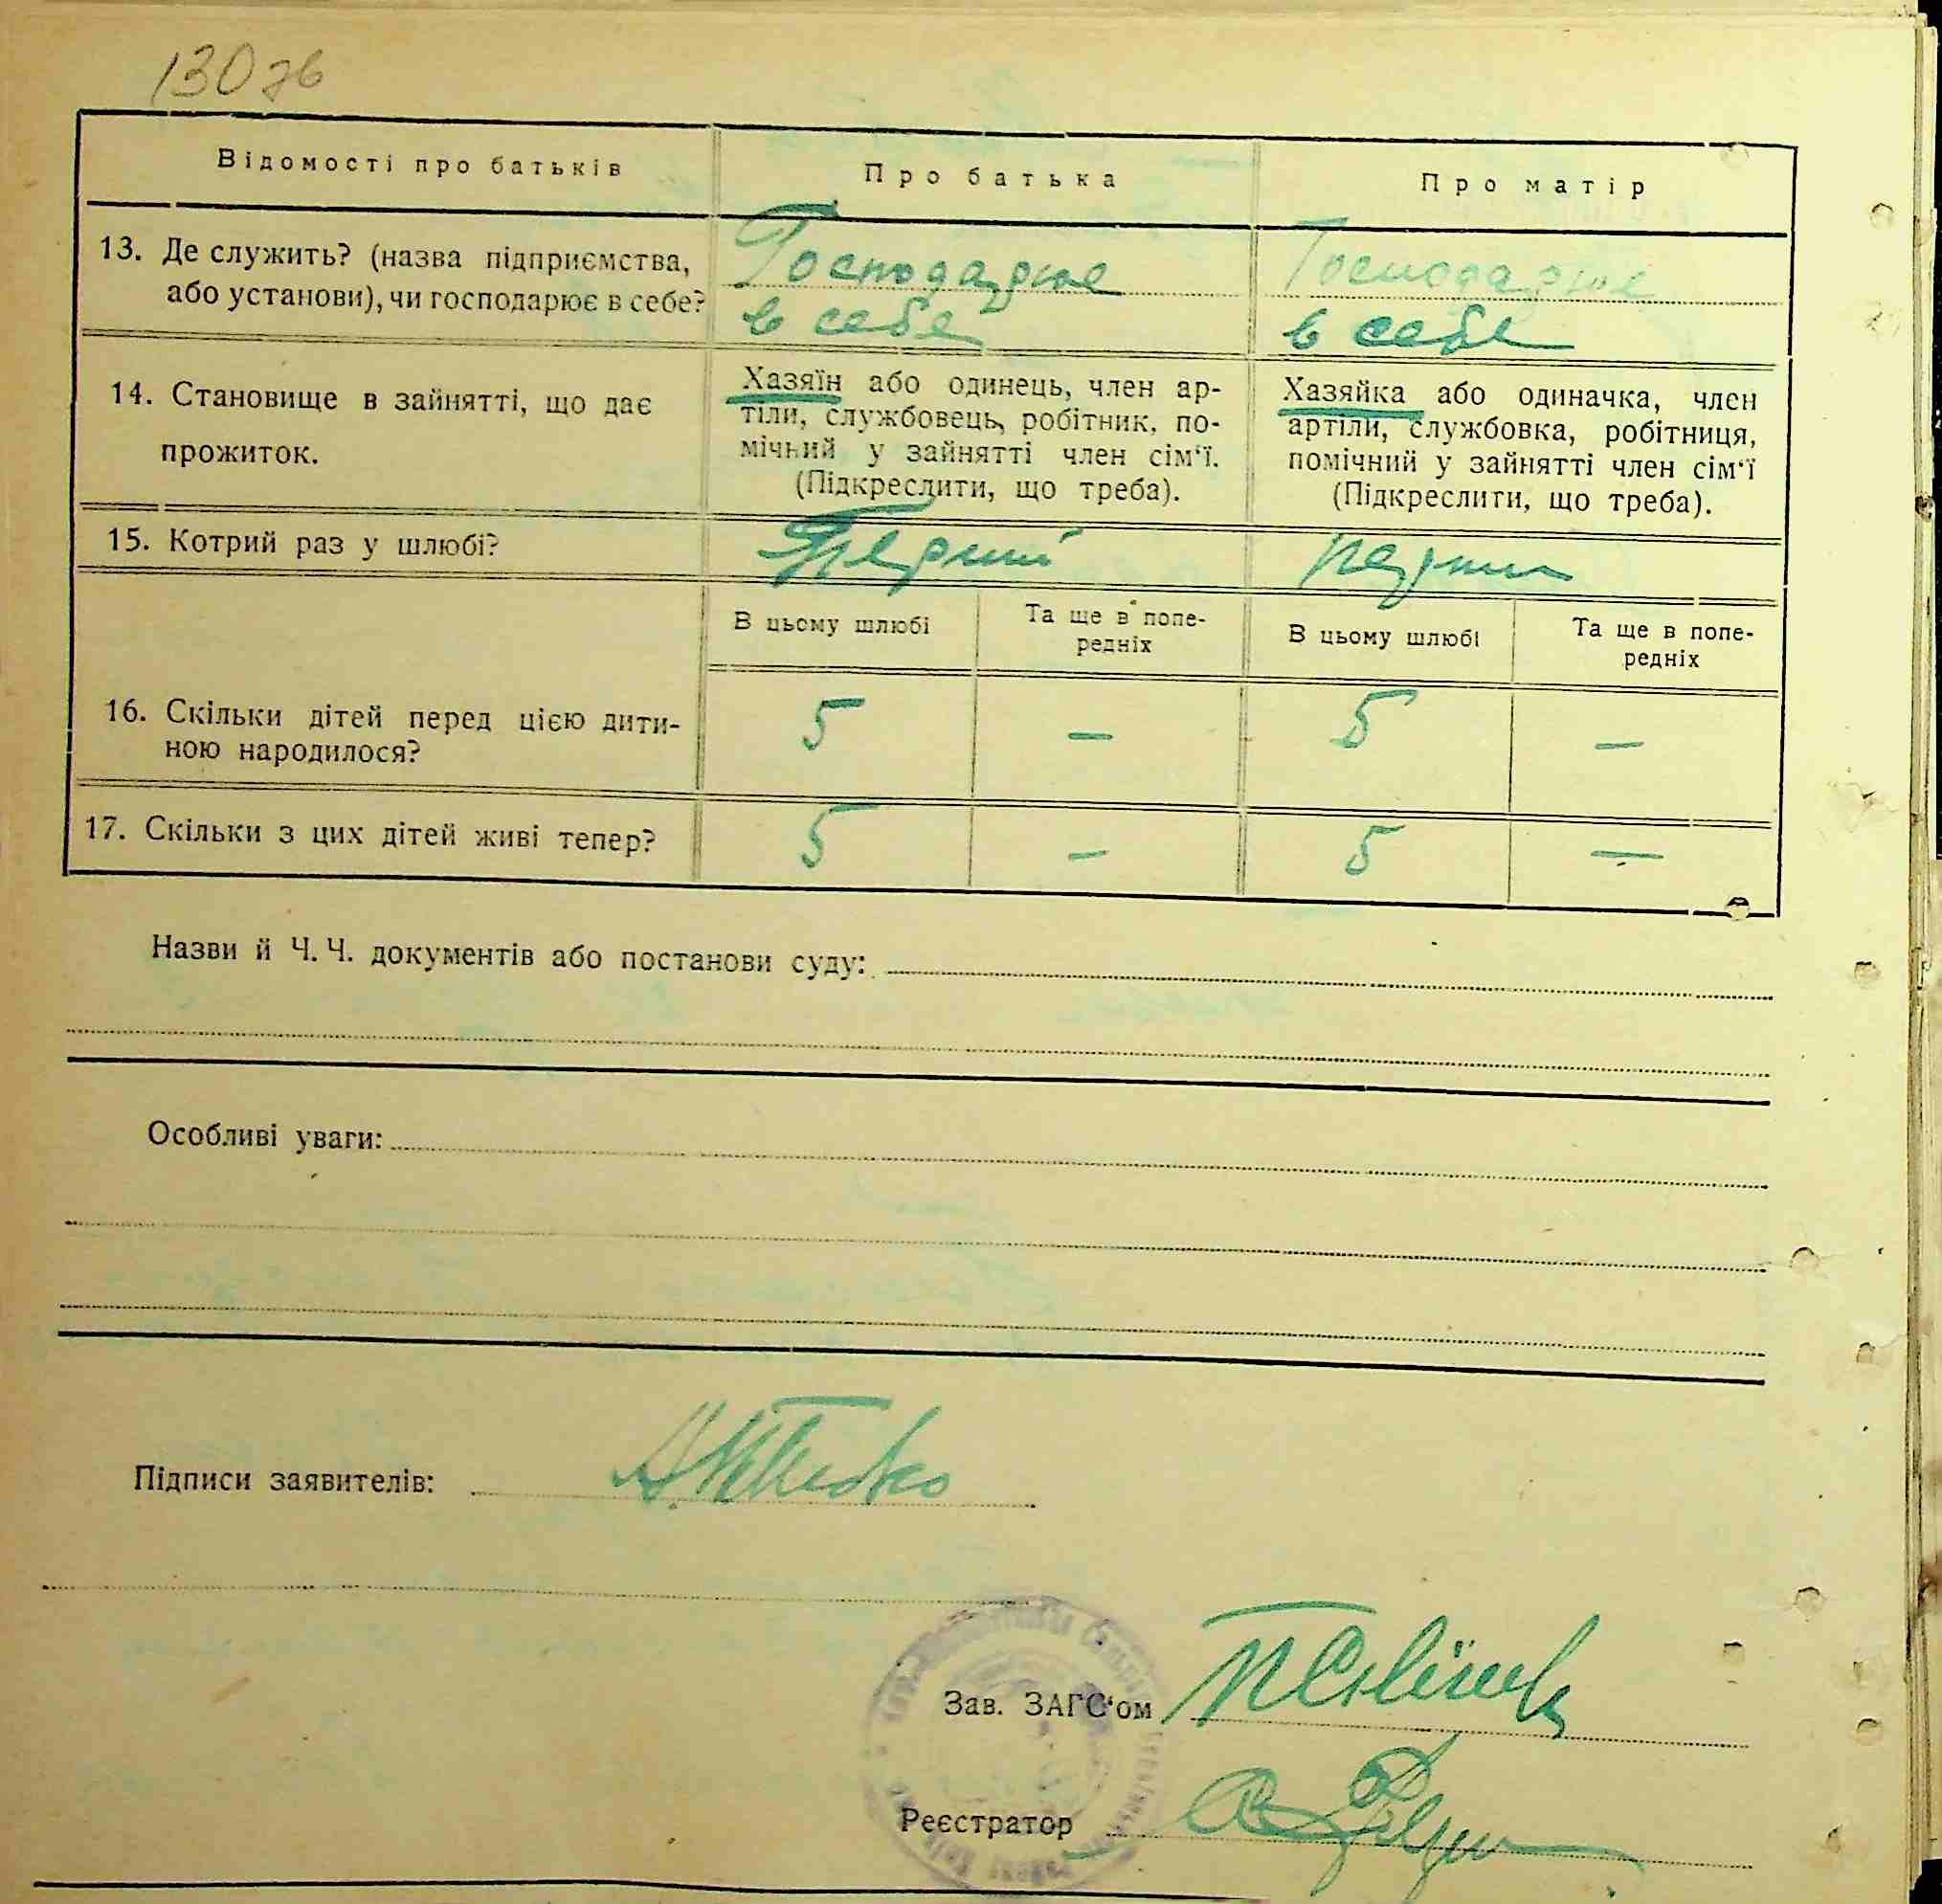 130 зв
Відомості про батьків
Про батька
Про матір
13. Де служить? (назва підприємства,
або установи), чи господарює в себе?
Господарює
в себе
Господарює
в себе
14. Становище в зайнятті, що дає
прожиток.
Хазяїн або одинець, член ар-
тіли, службовець, робітник, по-
мічний у зайнятті член сім'ї.
(Підкреслити, що треба).
Хазяйка або одиначка, член
артіли, службовка, робітниця,
помічний у зайнятті член сім'ї
(Підкреслити, що треба).
15. Котрий раз у шлюбі?
Перший
В цьому шлюбі
Та ще в попе-
редніх
В цьому шлюбі
Та ще в попе-
редніх
16. Скільки дітей перед цією дити-
ною народилося?
5 — 5 —
17. Скільки з цих дітей живі тепер?
5 — 5 —
Назви й Ч. Ч. документів або постанови суду:
Особливі уваги:
Підписи заявителів:
Зав. ЗАГС'ом
Реєстратор